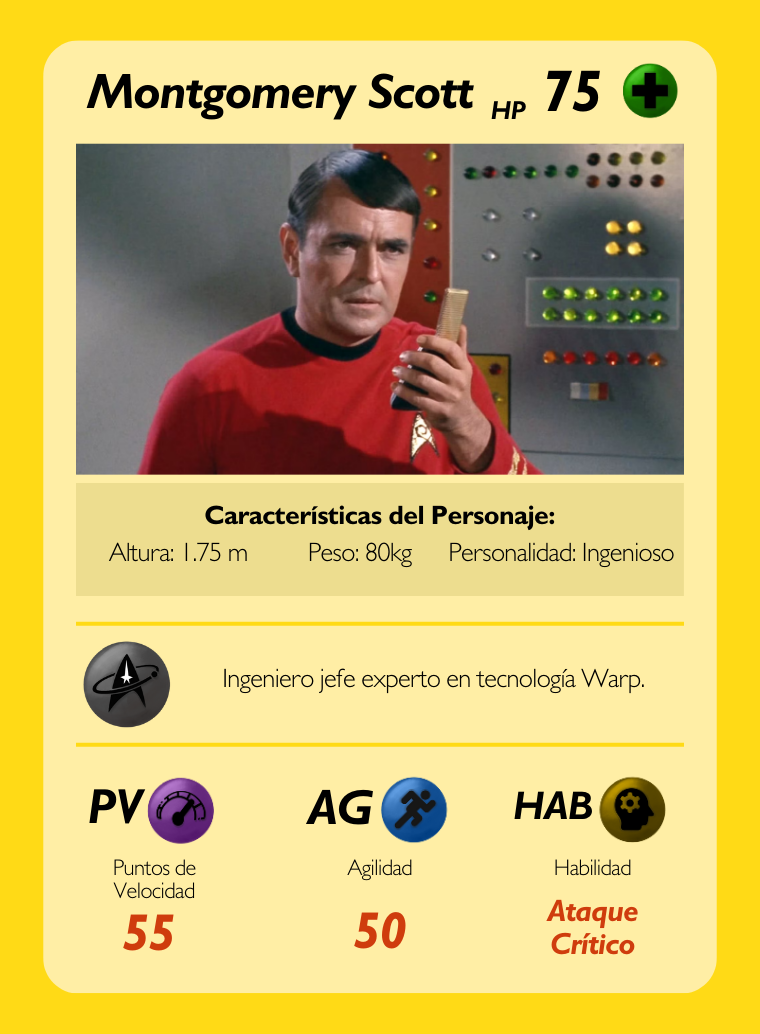 Montgomery Scott HP 75
Características del Personaje:
Altura: 1.75 m Peso: 80kg Personalidad: Ingenioso
Ingeniero jefe experto en tecnología Warp.
PV AG HAB
Puntos de Velocidad
Agilidad
Habilidad
55
50
Ataque
Crítico